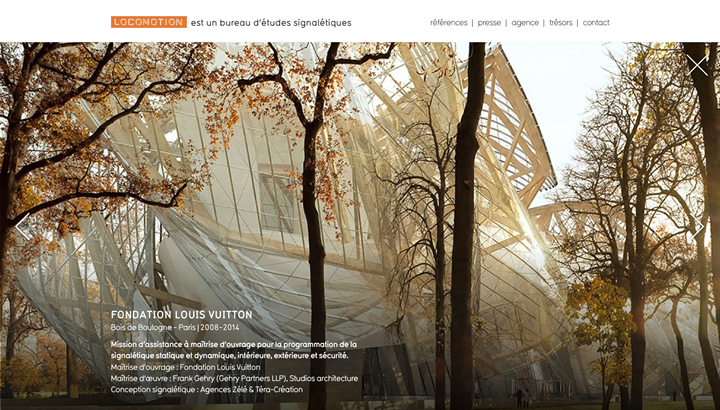 LOCOMOTION est un bureau d'études signalétiques
références | presse | agence | trésors | contact
FONDATION LOUIS VUITTON
Bois de Boulogne - Paris | 2008-2014
Mission d'assistance à maîtrise d'ouvrage pour la programmation de la
signalétique statique et dynamique, intérieure, extérieure et sécurité.
Maîtrise d'ouvrage : Fondation Louis Vuitton
Maîtrise d'œuvre : Frank Gehry (Gehry Partners LLP), Studios architecture
Conception signalétique : Agences Zélé & Téra-Création